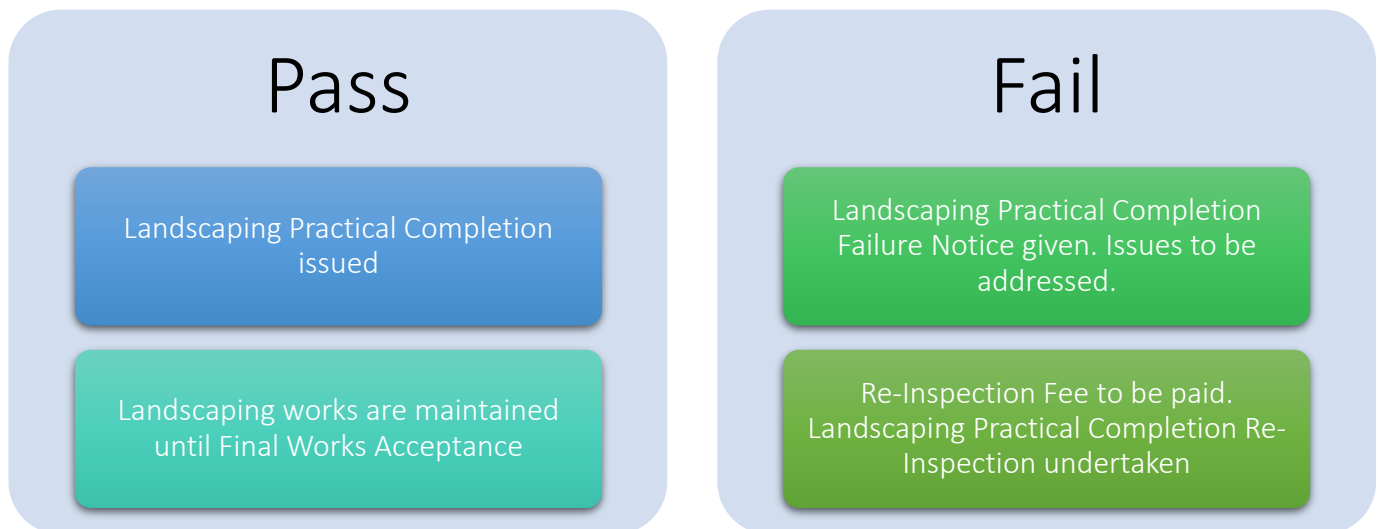 Pass
Landscaping Practical Completion
issued
Landscaping works are maintained
until Final Works Acceptance
Fail
Landscaping Practical Completion
Failure Notice given. Issues to be
addressed.
Re-Inspection Fee to be paid.
Landscaping Practical Completion Re-
Inspection undertaken